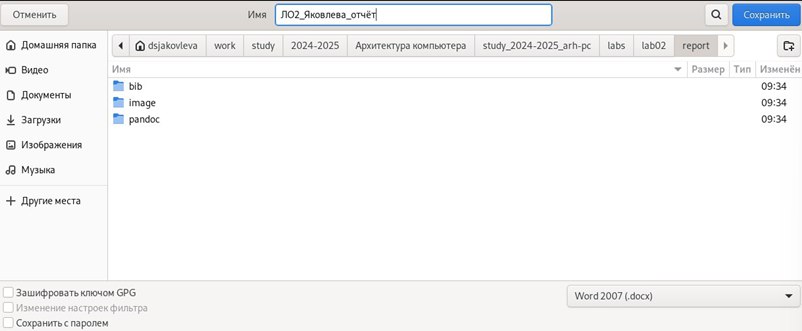 Отменить Имя ЛО2_Яковлева_отчёт Сохранить
Домашняя папка dsjakovleva work study 2024-2025 Архитектура компьютера study_2024-2025_arh-pc labs lab02 report
Видео Имя Размер Тип Изменён
bib 09:34
Документы image 09:34
Загрузки pandoc 09:34
Изображения
Музыка
Другие места
Зашифровать ключом GPG
Изменение настроек фильтра Word 2007 (.docx)
Сохранить с паролем